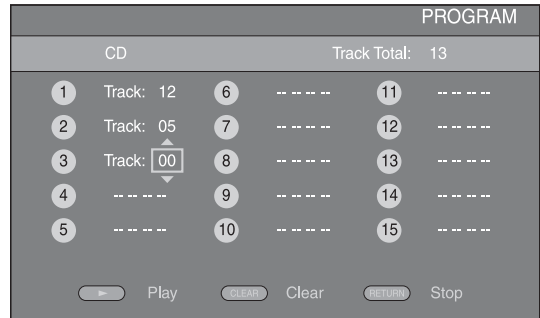 PROGRAM
CD Track Total: 13
1 Track: 12 6 -- -- -- -- 11 -- -- -- --
2 Track: 05 7 -- -- -- -- 12 -- -- -- --
3 Track: 00 8 -- -- -- -- 13 -- -- -- --
4 -- -- -- -- 9 -- -- -- -- 14 -- -- -- --
5 -- -- -- -- 10 -- -- -- -- 15 -- -- -- --
Play CLEAR Clear RETURN Stop